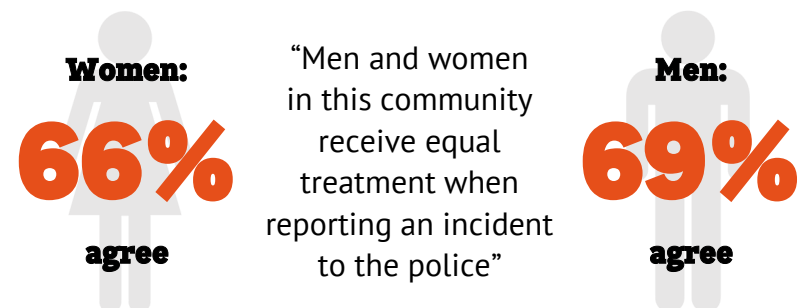 Women:
66%
agree
“Men and women
in this community
receive equal
treatment when
reporting an incident
to the police”
Men:
69%
agree